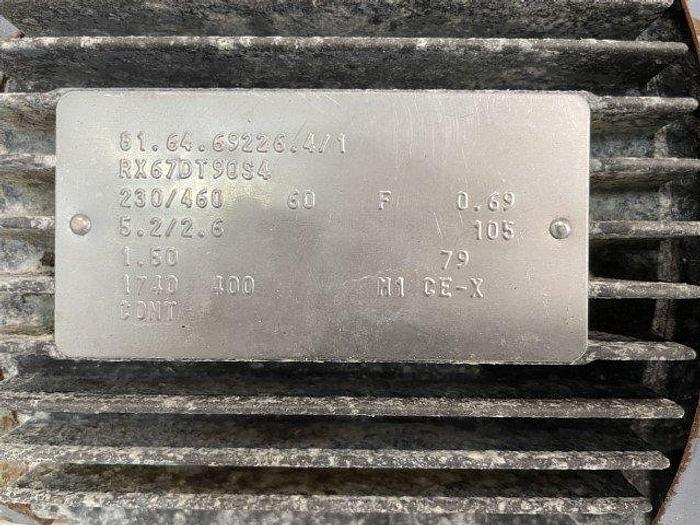 81.64.69226.4/1
RX67DT90S4
230/460 60 F 0.69
5.2/2.6 105
1.50 79
1740 400 M1 CE-X
CONT